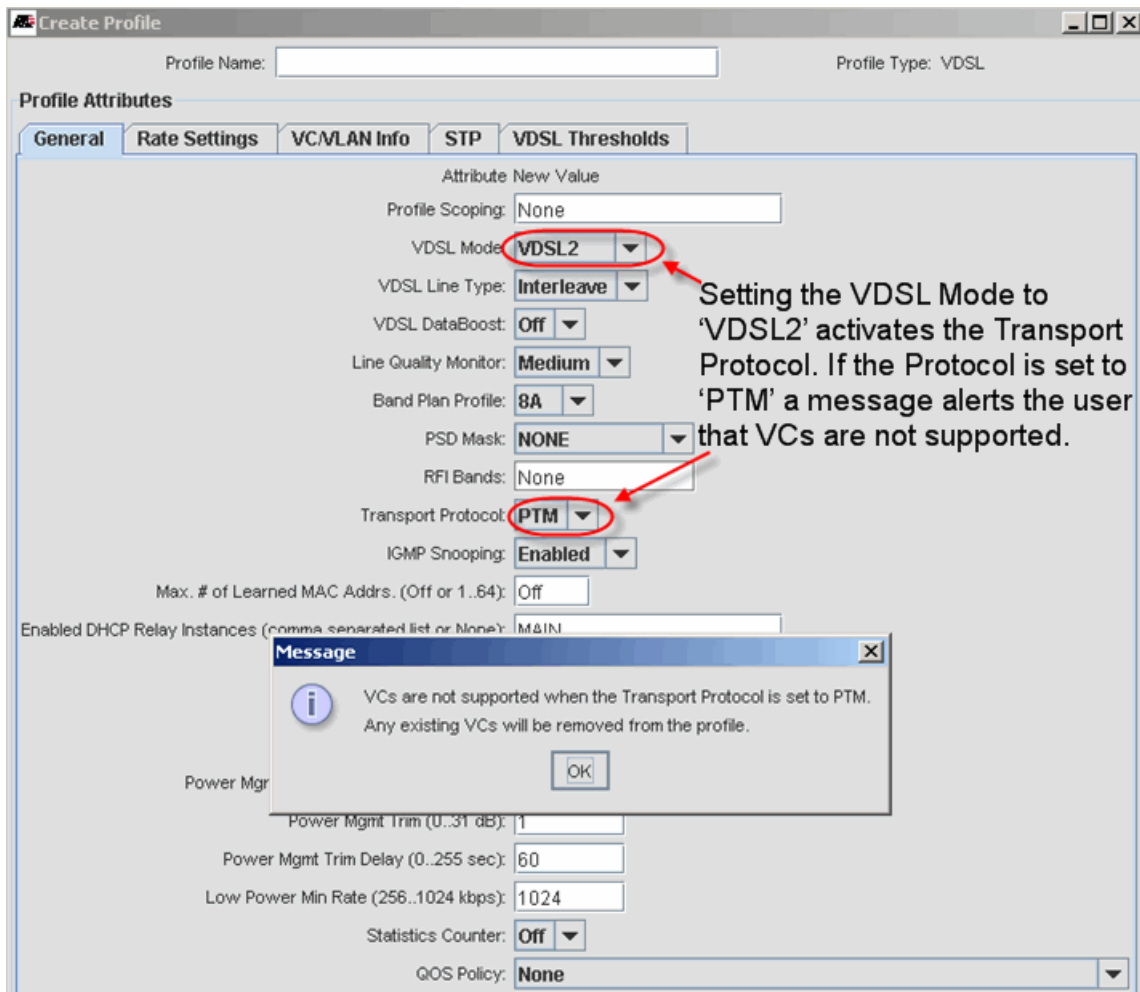 Create Profile
Profile Name:
Profile Type: VDSL
Profile Attributes
General Rate Settings VC/VLAN Info STP VDSL Thresholds
Attribute New Value
Profile Scoping: None
VDSL Mode VDSL2
VDSL Line Type: Interleave
VDSL DataBoost: Off
Line Quality Monitor: Medium
Band Plan Profile: 8A
PSD Mask: NONE
RFI Bands: None
Transport Protocol: PTM
IGMP Snooping: Enabled
Max. # of Learned MAC Addrs. (Off or 1..64): Off
Enabled DHCP Relay Instances (comma separated list or None): MAIN
Setting the VDSL Mode to
‘VDSL2’ activates the Transport
Protocol. If the Protocol is set to
‘PTM’ a message alerts the user
that VCs are not supported.
Message
VCs are not supported when the Transport Protocol is set to PTM.
Any existing VCs will be removed from the profile.
OK
Power Mgr
Power Mgmt Trim (0..31 dB): 1
Power Mgmt Trim Delay (0..255 sec): 60
Low Power Min Rate (256..1024 kbps): 1024
Statistics Counter: Off
QOS Policy: None